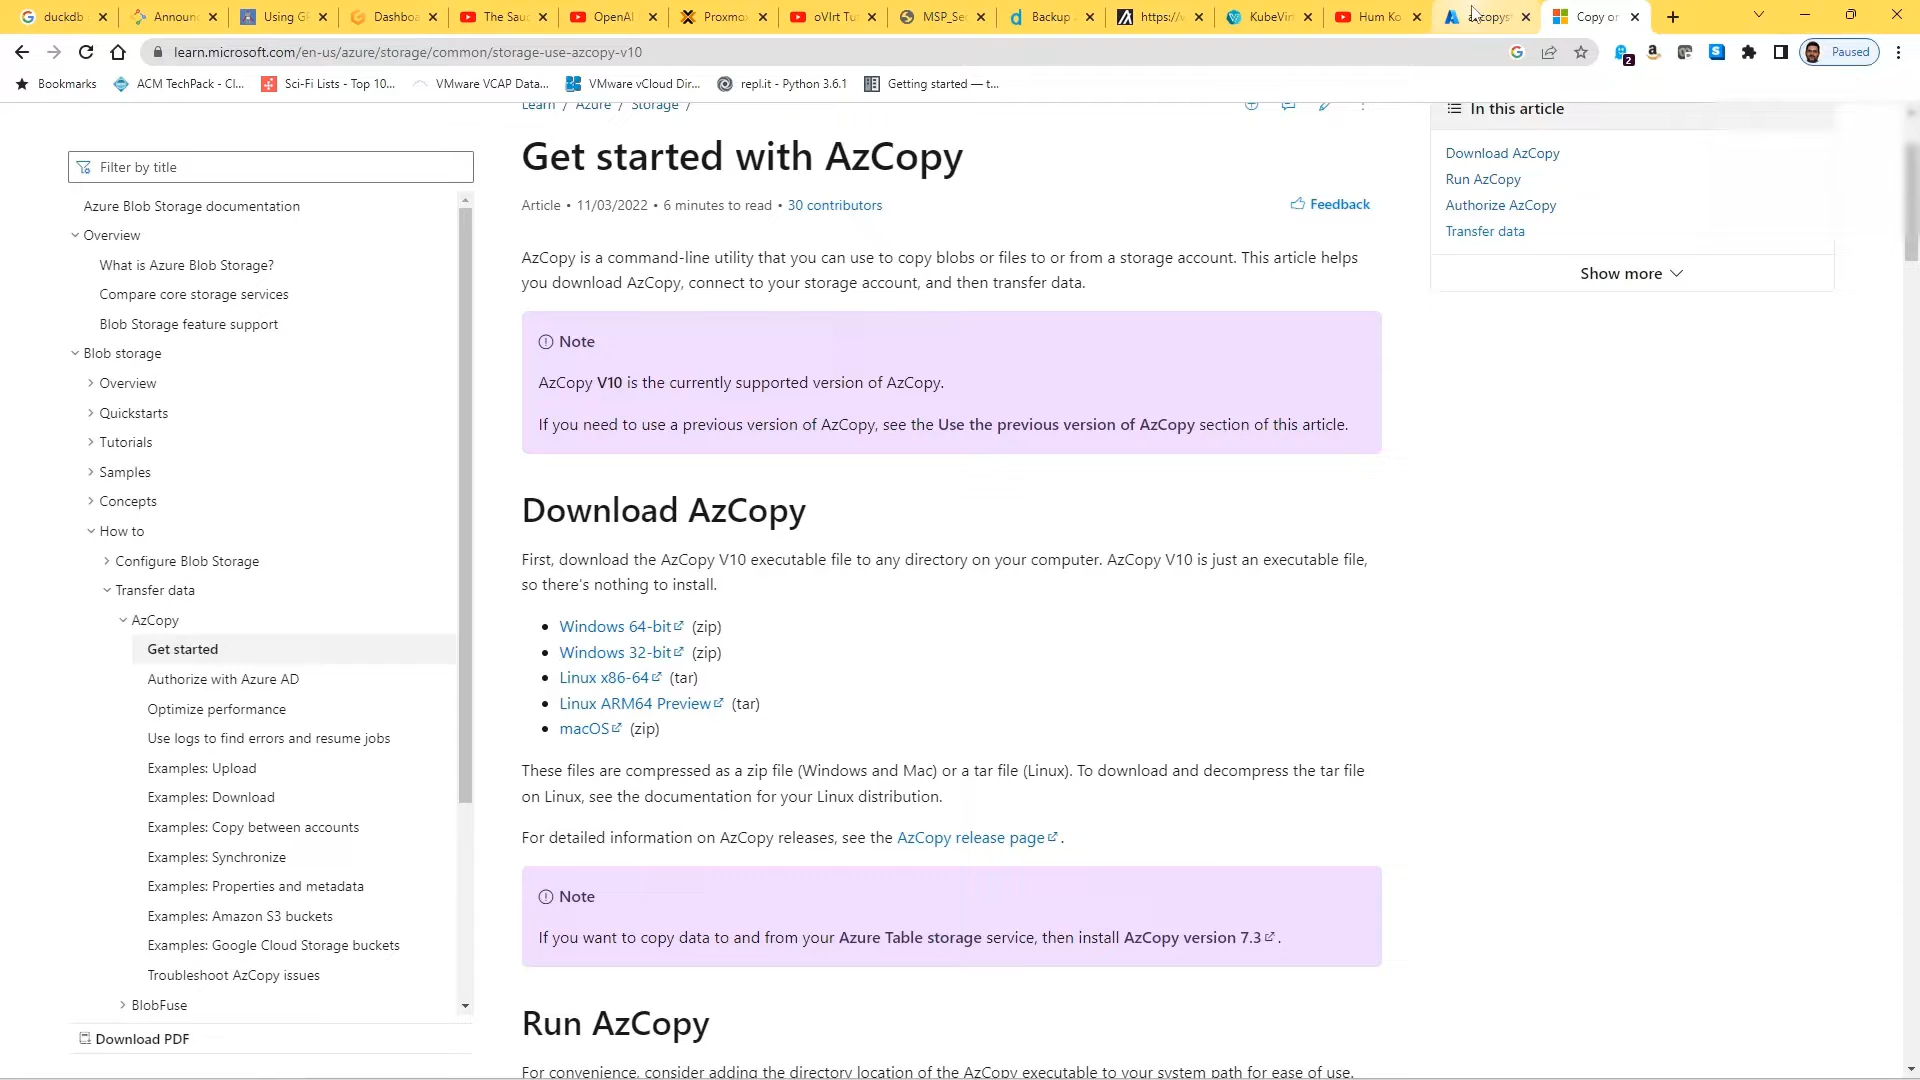 duckdb
Announc
Using GP
Dashboa
The Sauc
OpenAI
Proxmo
oVirt Tu
MSP_Se
Backup
https://v
KubeVir
Hum Ko
Copy or
learn.microsoft.com/en-us/azure/storage/common/storage-use-azcopy-v10
2
Paused
Bookmarks
ACM TechPack - Cl...
Sci-Fi Lists - Top 10...
VMware VCAP Data...
VMware vCloud Dir...
repl.it - Python 3.6.1
Getting started — t...
Learn / Azure / Storage /
In this article
Download AzCopy
Run AzCopy
Authorize AzCopy
Transfer data
Show more
Filter by title
Azure Blob Storage documentation
Overview
What is Azure Blob Storage?
Compare core storage services
Blob Storage feature support
Blob storage
Overview
Quickstarts
Tutorials
Samples
Concepts
How to
Configure Blob Storage
Transfer data
AzCopy
Get started
Authorize with Azure AD
Optimize performance
Use logs to find errors and resume jobs
Examples: Upload
Examples: Download
Examples: Copy between accounts
Examples: Synchronize
Examples: Properties and metadata
Examples: Amazon S3 buckets
Examples: Google Cloud Storage buckets
Troubleshoot AzCopy issues
BlobFuse
Download PDF
Get started with AzCopy
Article • 11/03/2022 • 6 minutes to read • 30 contributors
Feedback
AzCopy is a command-line utility that you can use to copy blobs or files to or from a storage account. This article helps
you download AzCopy, connect to your storage account, and then transfer data.
Note
AzCopy V10 is the currently supported version of AzCopy.
If you need to use a previous version of AzCopy, see the Use the previous version of AzCopy section of this article.
Download AzCopy
First, download the AzCopy V10 executable file to any directory on your computer. AzCopy V10 is just an executable file,
so there's nothing to install.
• Windows 64-bit (zip)
• Windows 32-bit (zip)
• Linux x86-64 (tar)
• Linux ARM64 Preview (tar)
• macOS (zip)
These files are compressed as a zip file (Windows and Mac) or a tar file (Linux). To download and decompress the tar file
on Linux, see the documentation for your Linux distribution.
For detailed information on AzCopy releases, see the AzCopy release page.
Note
If you want to copy data to and from your Azure Table storage service, then install AzCopy version 7.3.
Run AzCopy
For convenience, consider adding the directory location of the AzCopy executable to your system path for ease of use.